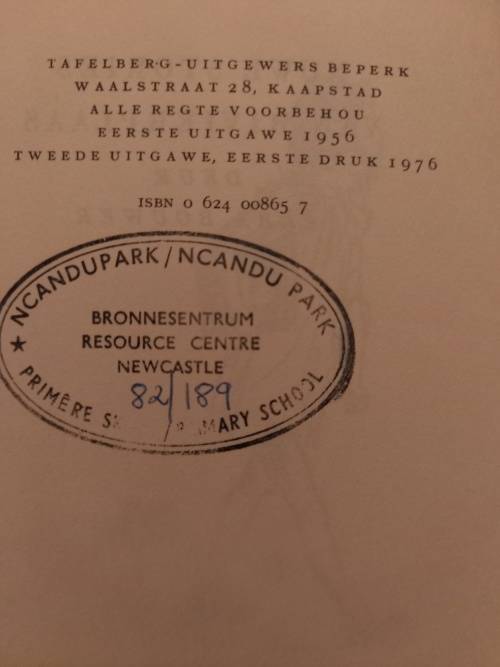 TAFELBERG-UITGEWERS BEPERK
WAALSTRAAT 28, KAAPSTAD
ALLE REGTE VOORBEHOU
EERSTE UITGAWE 1956
TWEEDE UITGAWE, EERSTE DRUK 1976
ISBN 0 624 00865 7
★ NCANDUPARK/NCANDU PARK
BRONNESENTRUM
RESOURCE CENTRE
NEWCASTLE
82/189
PRIMÊRE / PRIMARY SCHOOL